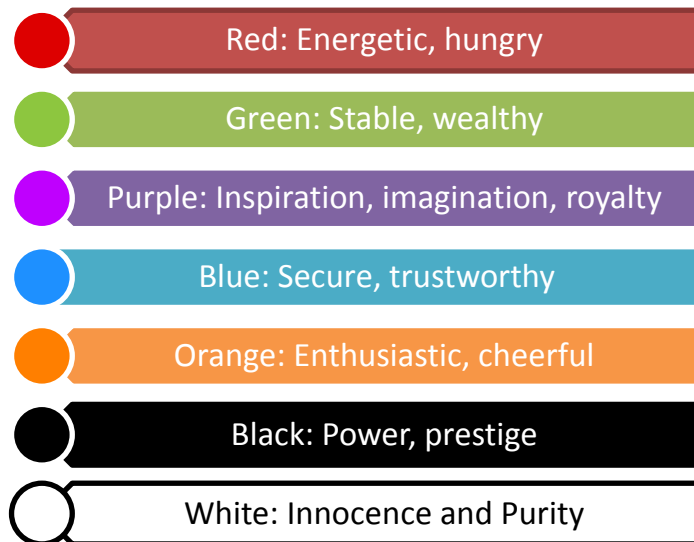 Red: Energetic, hungry
Green: Stable, wealthy
Purple: Inspiration, imagination, royalty
Blue: Secure, trustworthy
Orange: Enthusiastic, cheerful
Black: Power, prestige
White: Innocence and Purity